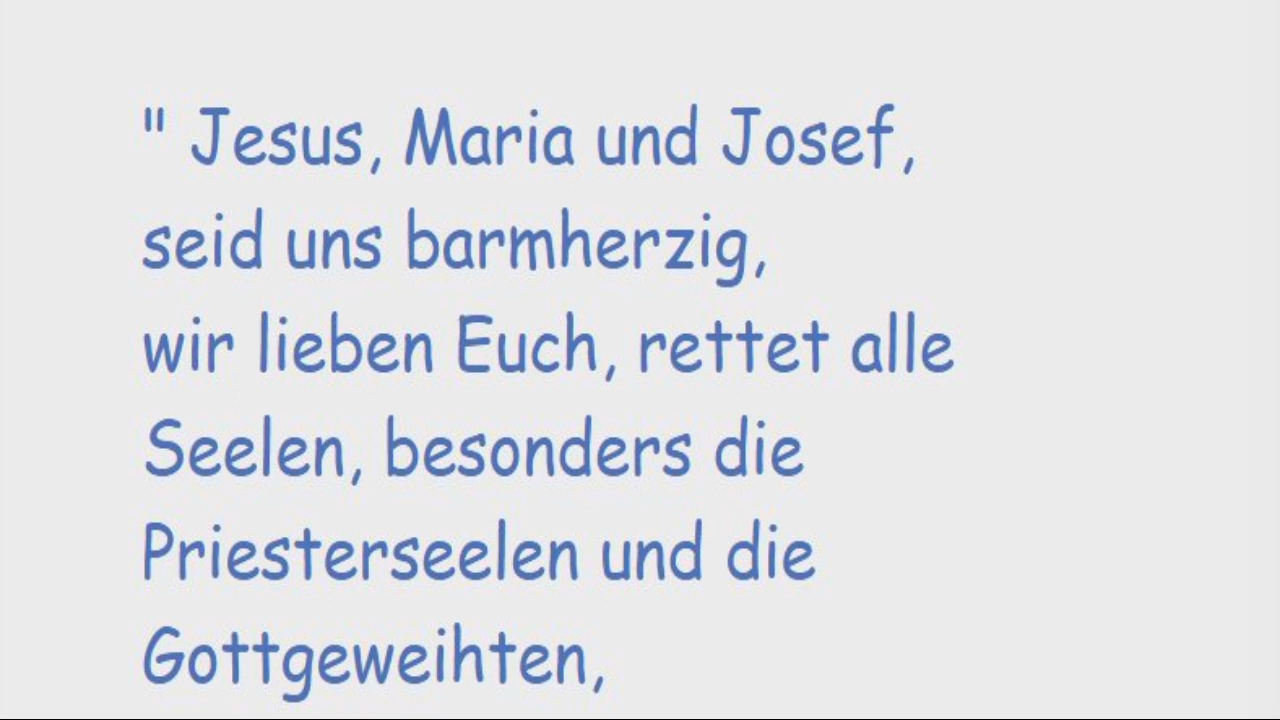 " Jesus, Maria und Josef,
seid uns barmherzig,
wir lieben Euch, rettet alle
Seelen, besonders die
Priesterseelen und die
Gottgeweihten,